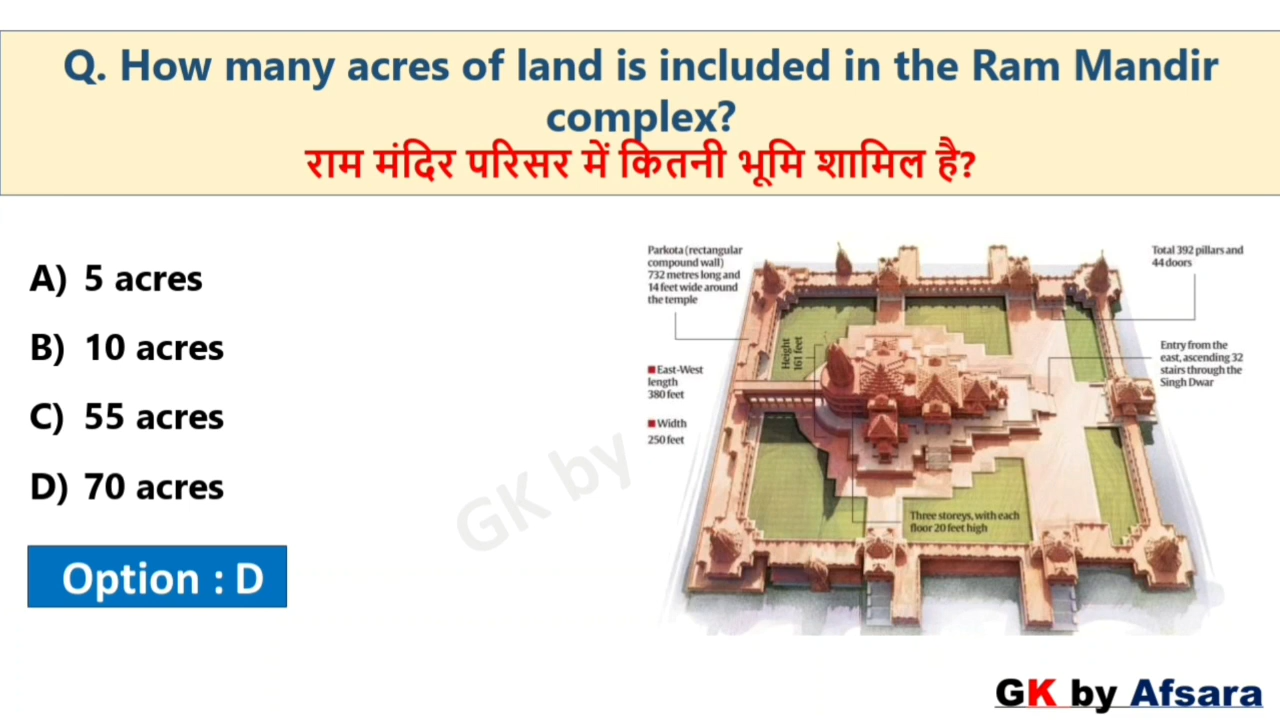 Q. How many acres of land is included in the Ram Mandir
complex?
राम मंदिर परिसर में कितनी भूमि शामिल है?
A) 5 acres
B) 10 acres
C) 55 acres
D) 70 acres
Option : D
Parkota (rectangular
compound wall)
732 metres long and
14 feet wide around
the temple
East-West
length
380 feet
Width
250 feet
Height
161 feet
Total 392 pillars and
44 doors
Entry from the
east, ascending 32
stairs through the
Singh Dwar
Three storeys, with each
floor 20 feet high
GK by
GK by Afsara